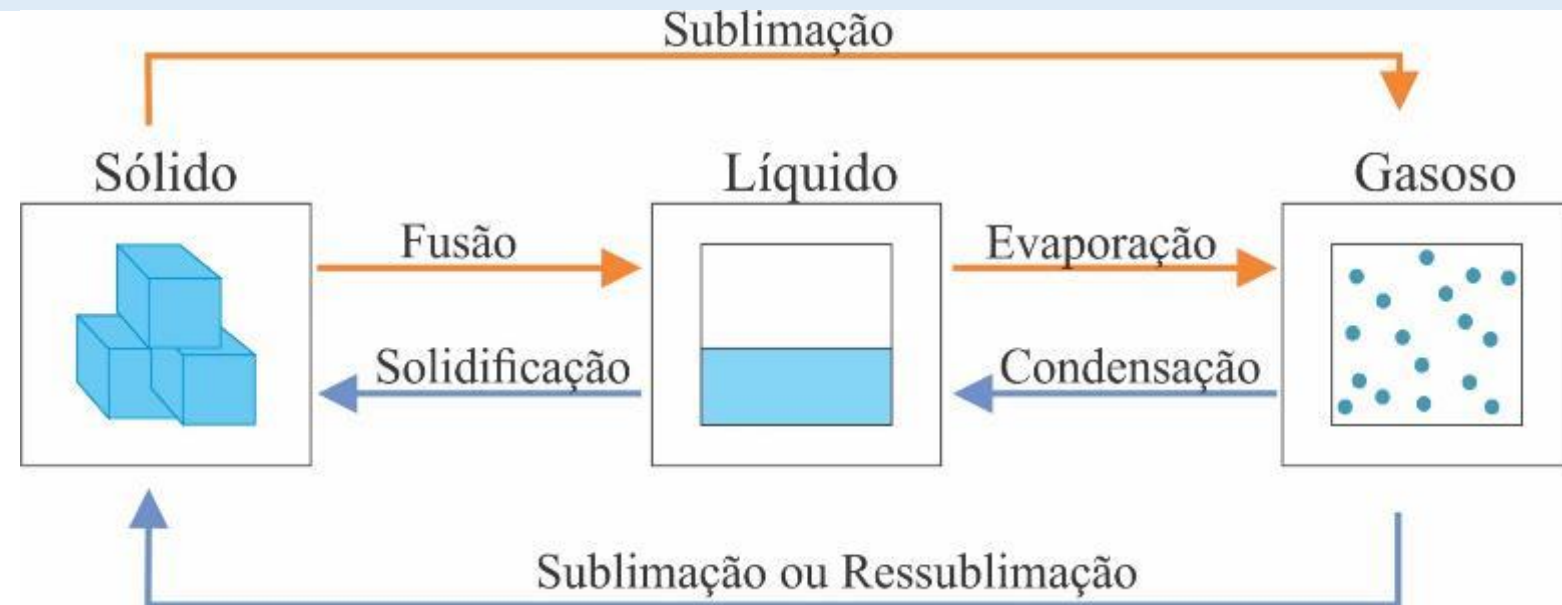 Sublimação
Sólido
Líquido
Gasoso
Fusão
Evaporação
Solidificação
Condensação
Sublimação ou Ressublimação